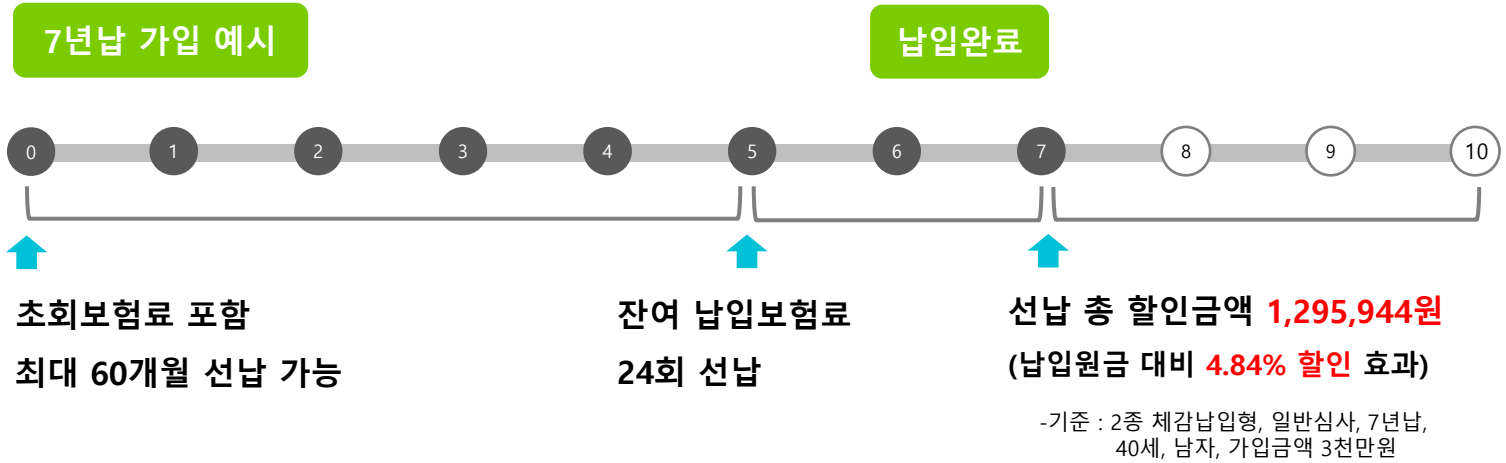 7년납 가입 예시
납입완료
0 1 2 3 4 5 6 7 8 9 10
초회보험료 포함
최대 60개월 선납 가능
잔여 납입보험료
24회 선납
선납 총 할인금액 1,295,944원
(납입원금 대비 4.84% 할인 효과)
-기준 : 2종 체감납입형, 일반심사, 7년납,
40세, 남자, 가입금액 3천만원